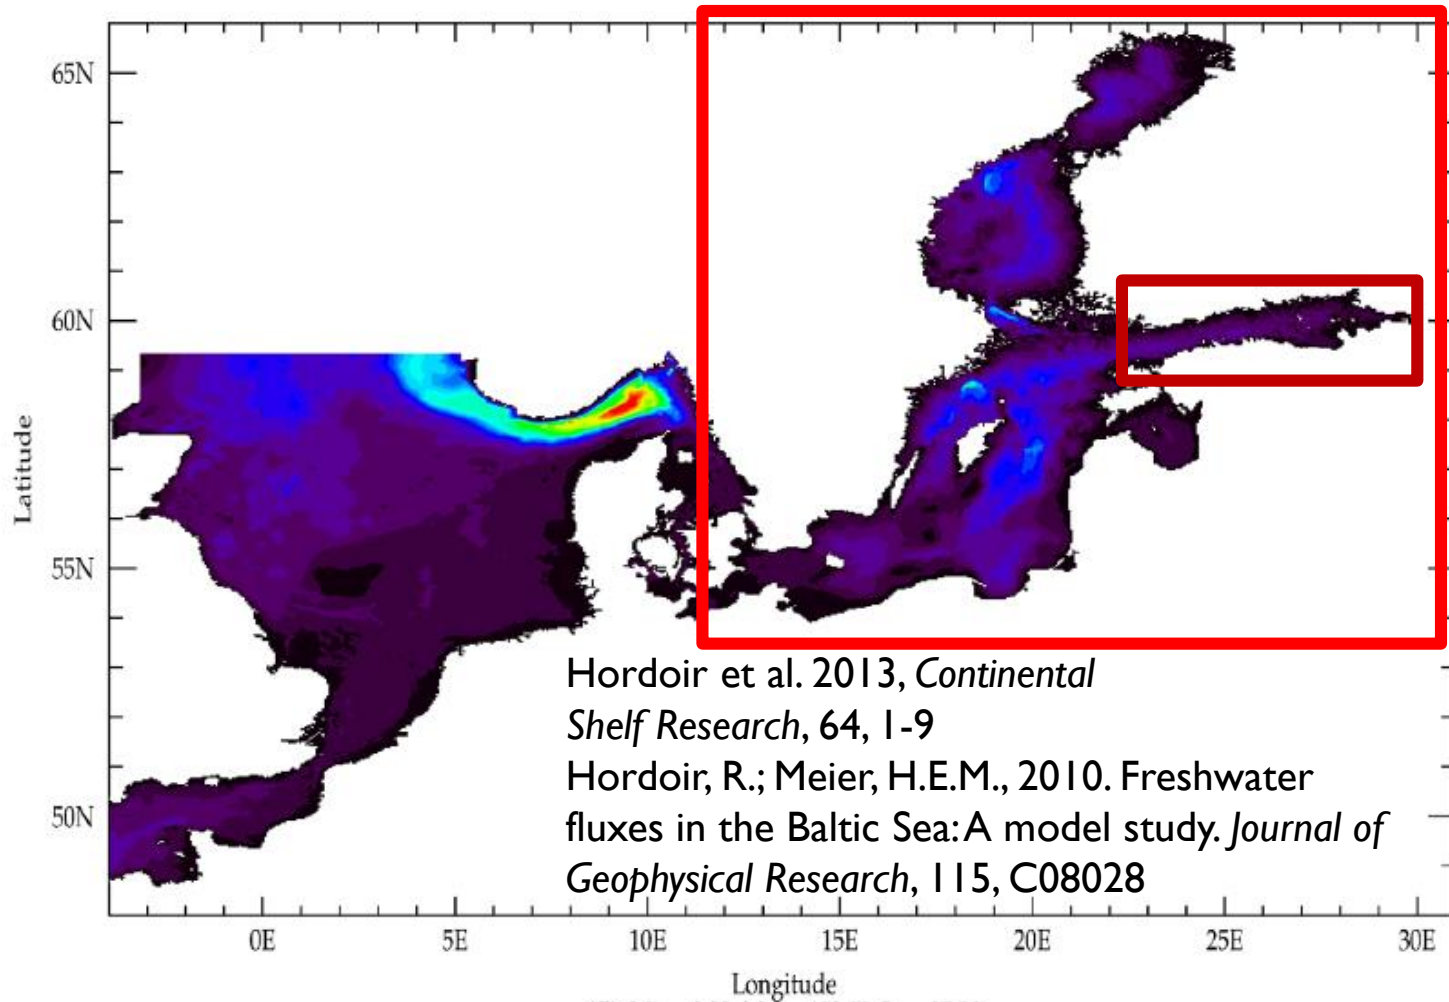 65N
60N
55N
50N
Latitude
Hordoir et al. 2013, Continental
Shelf Research, 64, 1-9
Hordoir, R.; Meier, H.E.M., 2010. Freshwater
fluxes in the Baltic Sea: A model study. Journal of
Geophysical Research, 115, C08028
0E 5E 10E 15E 20E 25E 30E
Longitude